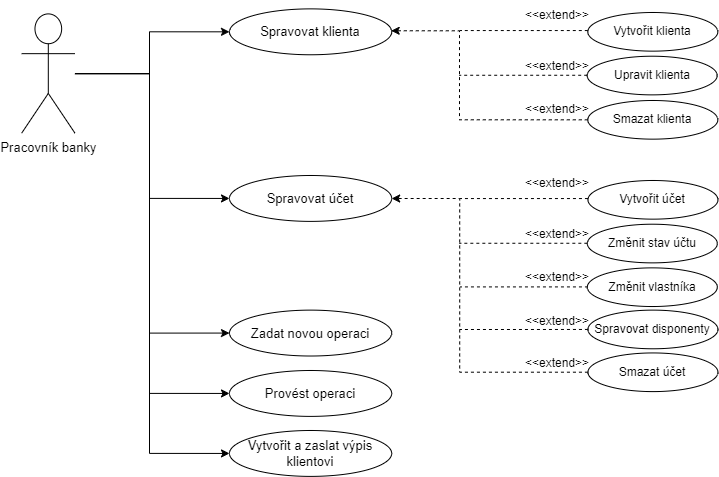 Pracovník banky
Spravovat klienta
<<extend>>
Vytvořit klienta
<<extend>>
Upravit klienta
<<extend>>
Smazat klienta
Spravovat účet
<<extend>>
Vytvořit účet
<<extend>>
Změnit stav účtu
<<extend>>
Změnit vlastníka
<<extend>>
Spravovat disponenty
<<extend>>
Smazat účet
Zadat novou operaci
Provést operaci
Vytvořit a zaslat výpis
klientovi